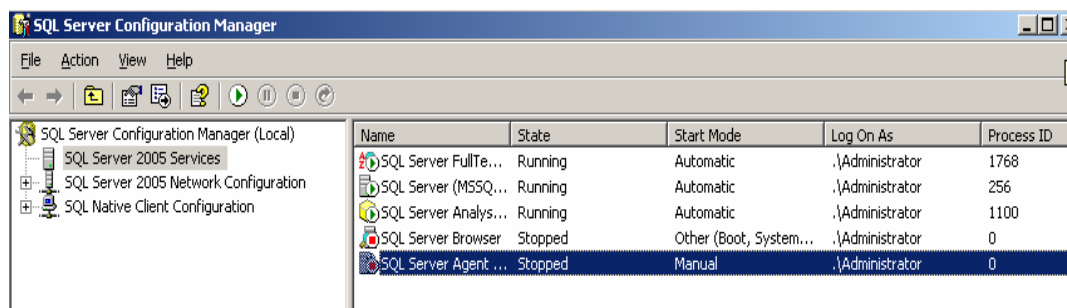 SQL Server Configuration Manager
File Action View Help
SQL Server Configuration Manager (Local)
SQL Server 2005 Services
SQL Server 2005 Network Configuration
SQL Native Client Configuration
Name State Start Mode Log On As Process ID
SQL Server FullTe... Running Automatic .\Administrator 1768
SQL Server (MSSQ... Running Automatic .\Administrator 256
SQL Server Analys... Running Automatic .\Administrator 1100
SQL Server Browser Stopped Other (Boot, System... .\Administrator 0
SQL Server Agent ... Stopped Manual .\Administrator 0